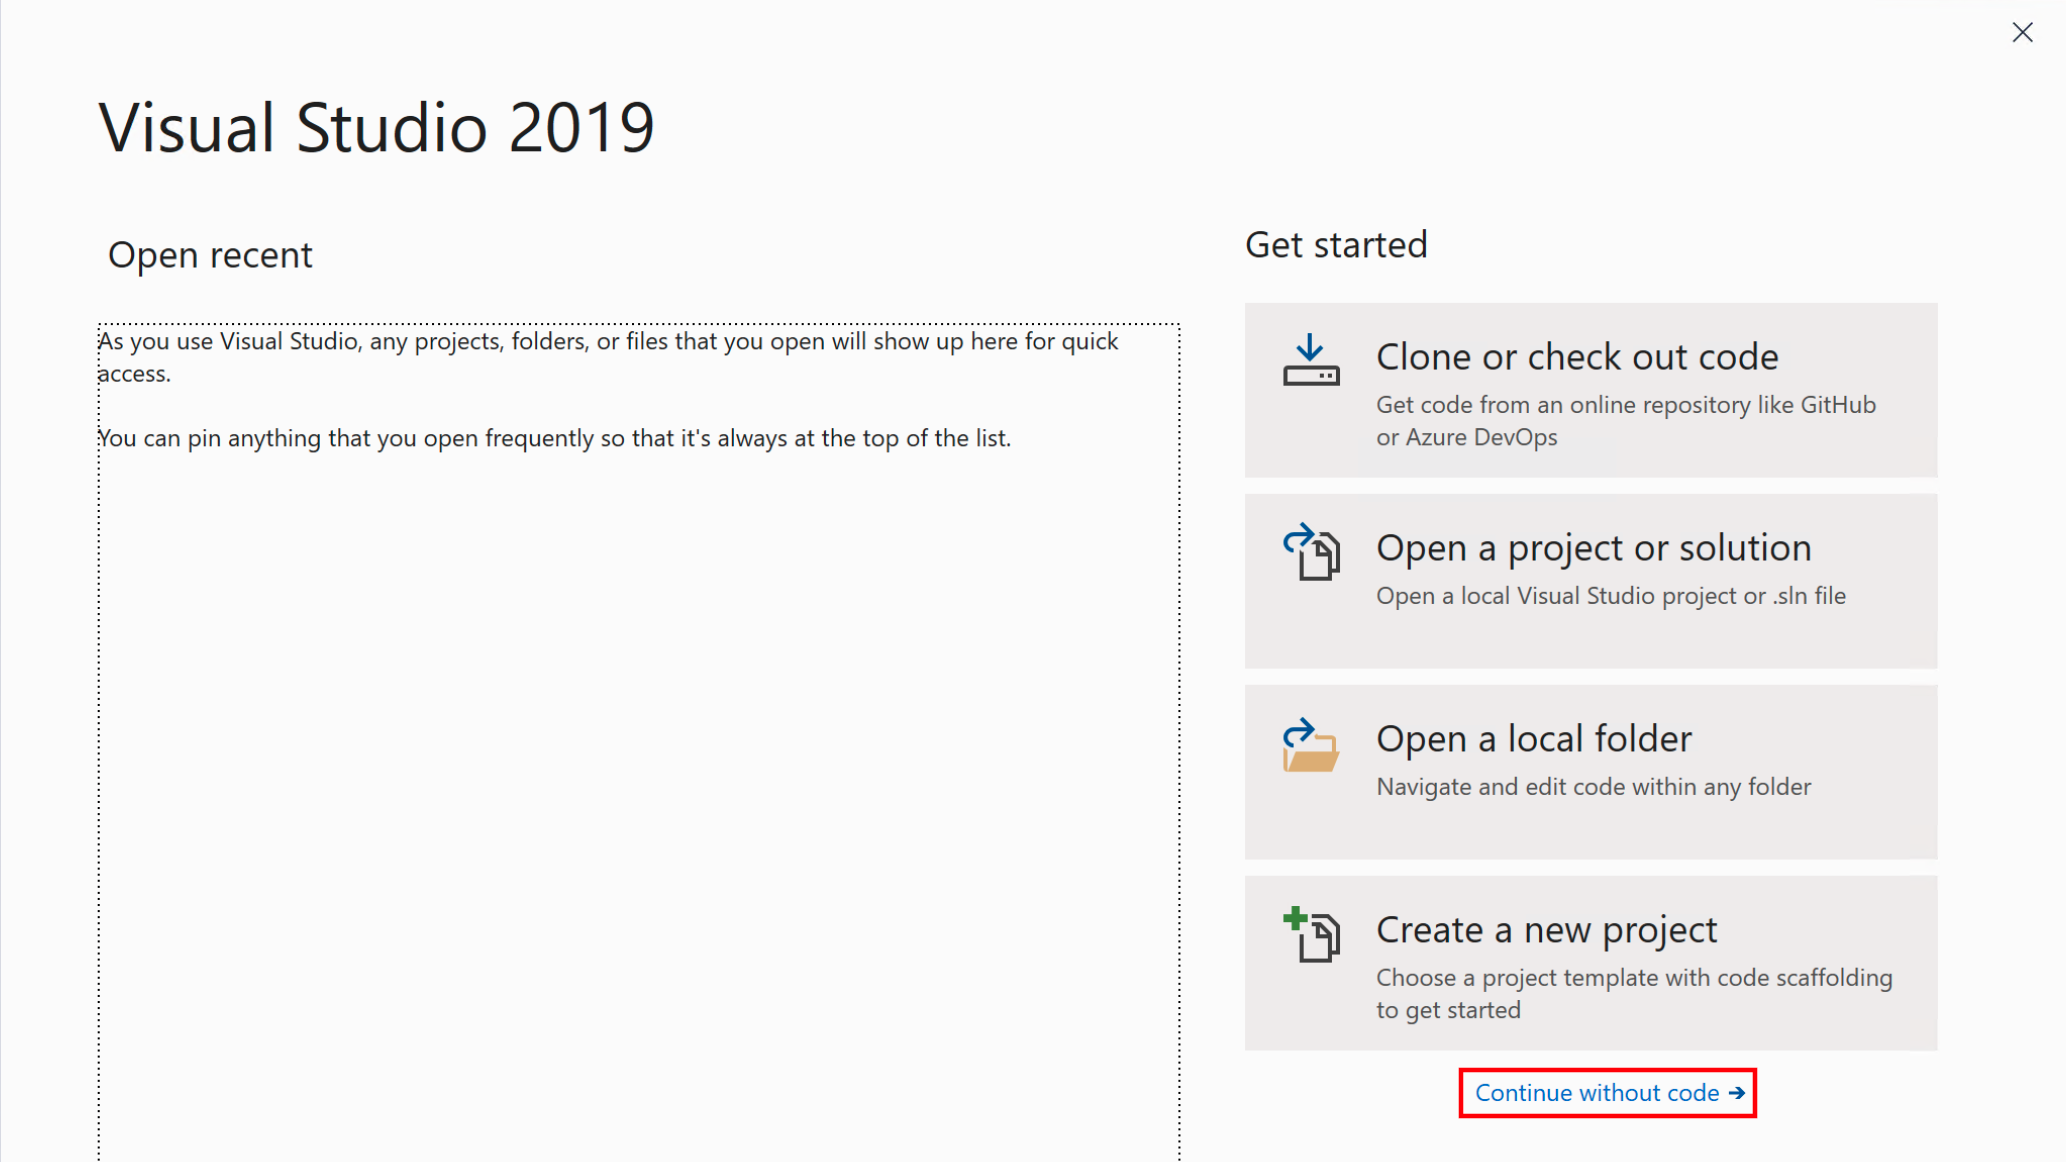 Visual Studio 2019
Open recent
As you use Visual Studio, any projects, folders, or files that you open will show up here for quick
access.
You can pin anything that you open frequently so that it's always at the top of the list.
Get started
Clone or check out code
Get code from an online repository like GitHub
or Azure DevOps
Open a project or solution
Open a local Visual Studio project or .sln file
Open a local folder
Navigate and edit code within any folder
Create a new project
Choose a project template with code scaffolding
to get started
Continue without code →